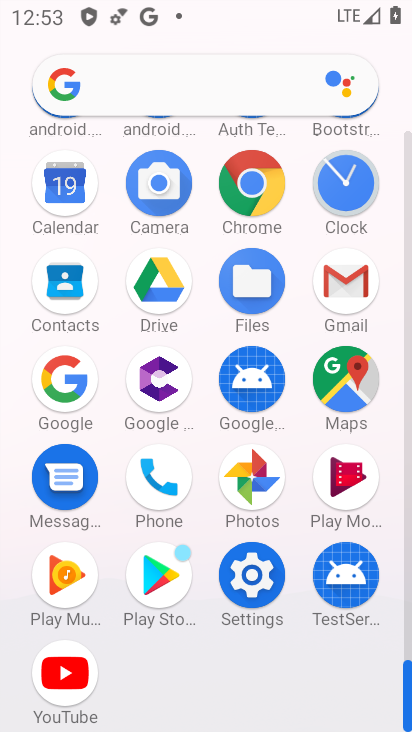 12:53 G LTE
G
android.... android.... Auth Te... Bootstr...
19
Calendar Camera Chrome Clock
Contacts Drive Files Gmail
Google Google ... Google... Maps
Messag... Phone Photos Play Mo...
Play Mu... Play Sto... Settings TestSer...
YouTube